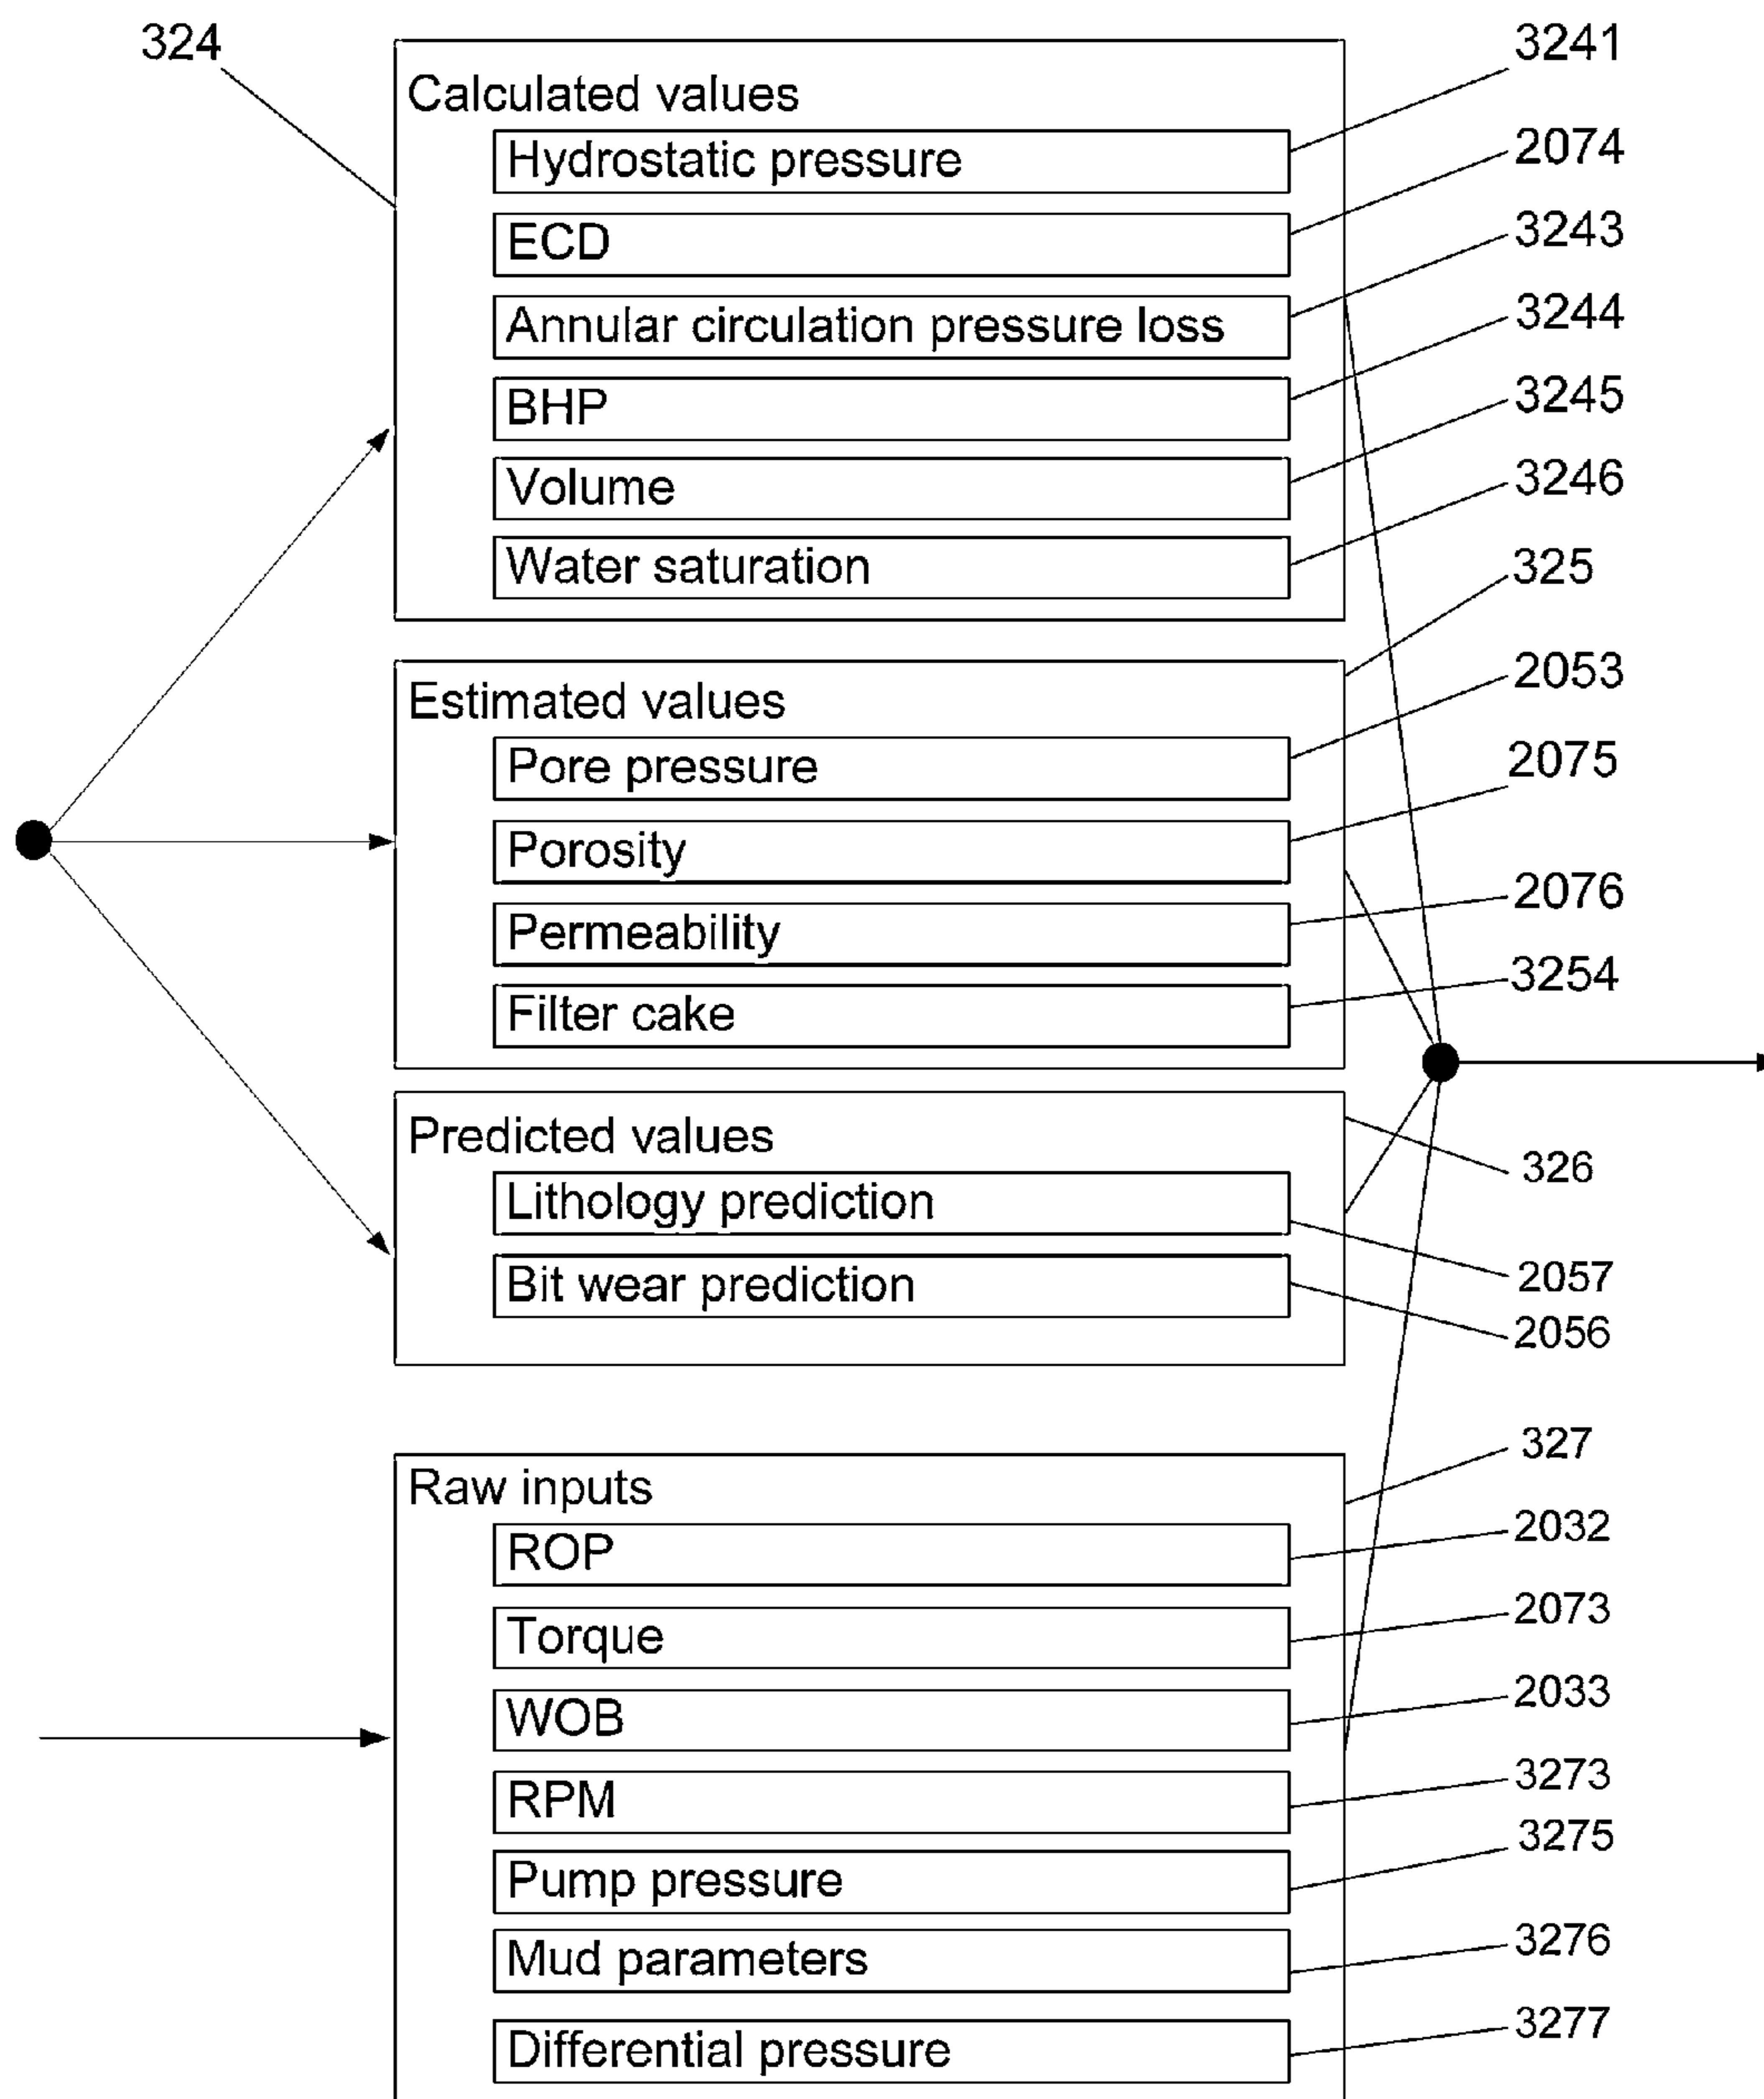 324
3241
Calculated values
Hydrostatic pressure
2074
ECD
3243
Annular circulation pressure loss
3244
BHP
3245
Volume
3246
Water saturation
325
Estimated values
2053
Pore pressure
2075
Porosity
2076
Permeability
3254
Filter cake
Predicted values
326
Lithology prediction
2057
Bit wear prediction
2056
327
Raw inputs
2032
ROP
2073
Torque
2033
WOB
3273
RPM
3275
Pump pressure
3276
Mud parameters
3277
Differential pressure